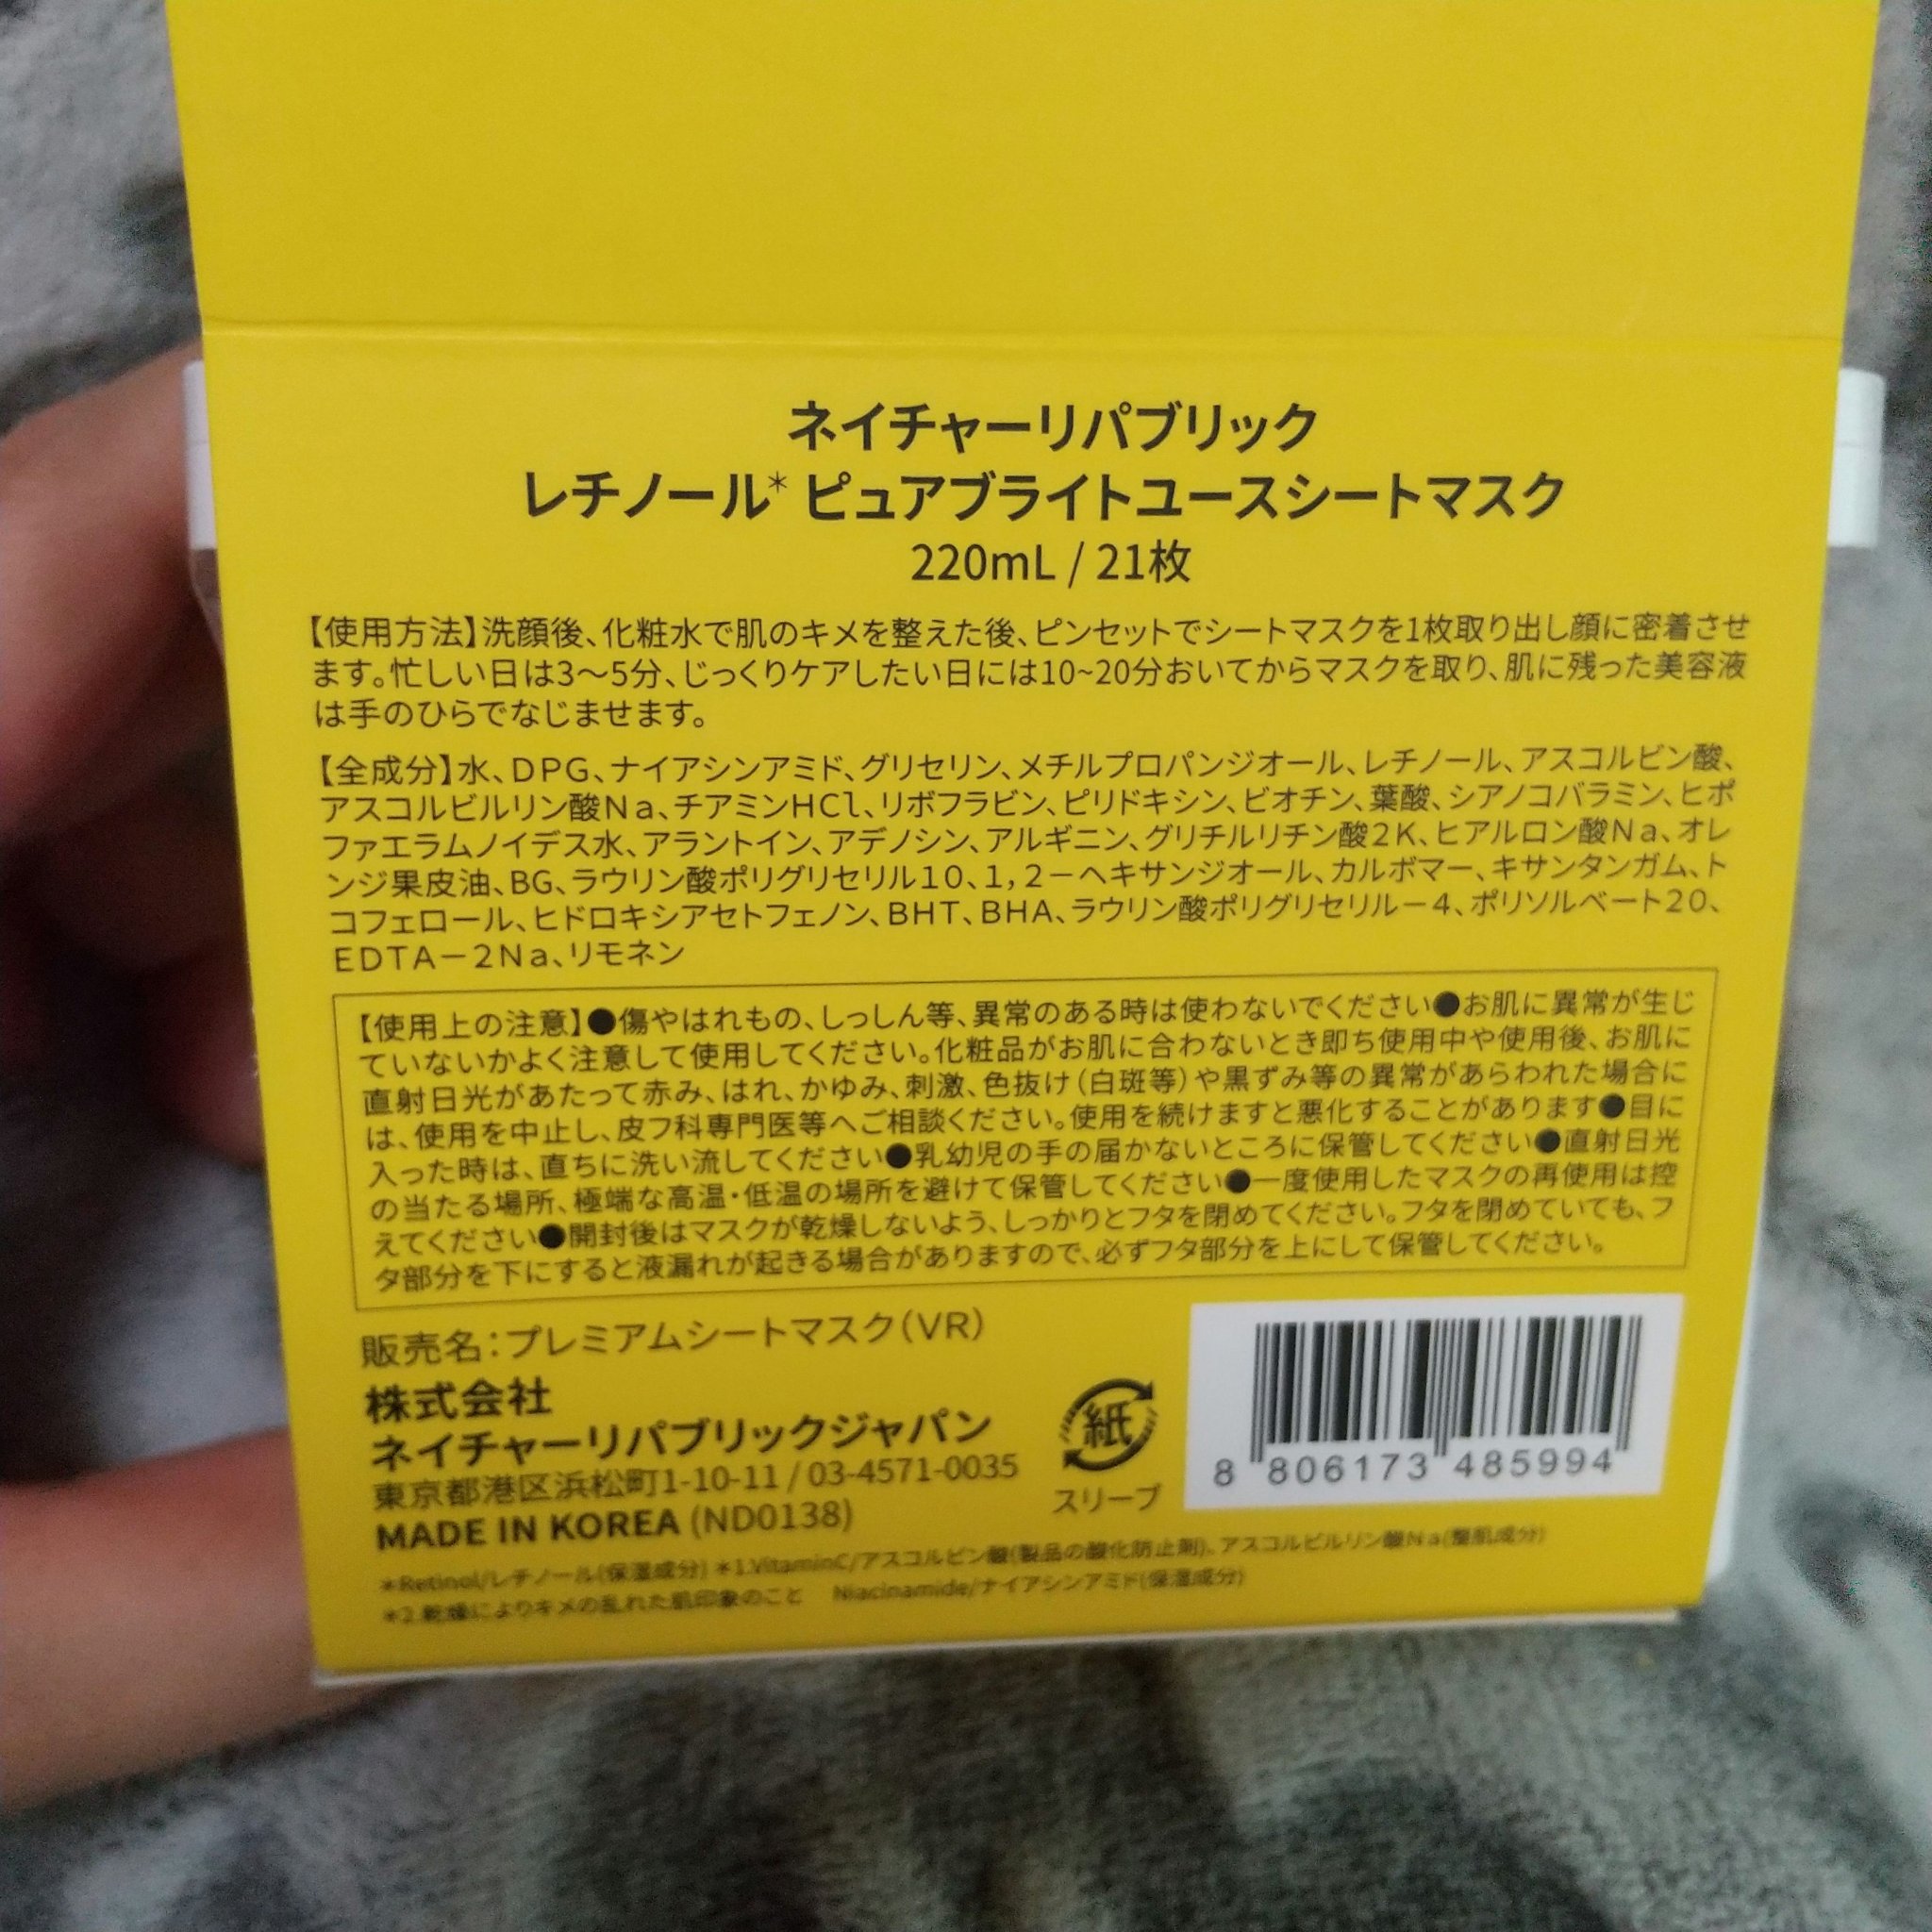 ネイチャーリパブリック
レチノール* ピュアブライトユースシートマスク
220mL / 21枚
【使用方法】洗顔後、化粧水で肌のキメを整えた後、ピンセットでシートマスクを1枚取り出し顔に密着させ
ます。忙しい日は3〜5分、じっくりケアしたい日には10~20分おいてからマスクを取り、肌に残った美容液
は手のひらでなじませます。
【全成分】水、DPG、ナイアシンアミド、グリセリン、メチルプロパンジオール、レチノール、アスコルビン酸、
アスコルビルリン酸Na、チアミンHCl、リボフラビン、ピリドキシン、ビオチン、葉酸、シアノコバラミン、ヒポ
ファエラムノイデス水、アラントイン、アデノシン、アルギニン、グリチルリチン酸2K、ヒアルロン酸Na、オレ
ンジ果皮油、BG、ラウリン酸ポリグリセリル10、1,2－ヘキサンジオール、カルボマー、キサンタンガム、ト
コフェロール、ヒドロキシアセトフェノン、BHT、BHA、ラウリン酸ポリグリセリル－4、ポリソルベート20、
EDTA－2Na、リモネン
【使用上の注意】●傷やはれもの、しっしん等、異常のある時は使わないでください●お肌に異常が生じ
ていないかよく注意して使用してください。化粧品がお肌に合わないとき即ち使用中や使用後、お肌に
直射日光があたって赤み、はれ、かゆみ、刺激、色抜け(白斑等)や黒ずみ等の異常があらわれた場合に
は、使用を中止し、皮フ科専門医等へご相談ください。使用を続けますと悪化することがあります●目に
入った時は、直ちに洗い流してください●乳幼児の手の届かないところに保管してください●直射日光
の当たる場所、極端な高温・低温の場所を避けて保管してください●一度使用したマスクの再使用は控
えてください●開封後はマスクが乾燥しないよう、しっかりとフタを閉めてください。フタを閉めていても、フ
タ部分を下にすると液漏れが起きる場合がありますので、必ずフタ部分を上にして保管してください。
販売名：プレミアムシートマスク(VR)
株式会社
ネイチャーリパブリックジャパン
東京都港区浜松町1-10-11 / 03-4571-0035
MADE IN KOREA (ND0138)
紙
スリーブ
8 806173 485994
*Retinol/レチノール(保湿成分) *1.VitaminC/アスコルビン酸(製品の酸化防止剤)、アスコルビルリン酸Na(整肌成分)
*2.乾燥によりキメの乱れた肌印象のこと Niacinamide/ナイアシンアミド(保湿成分)